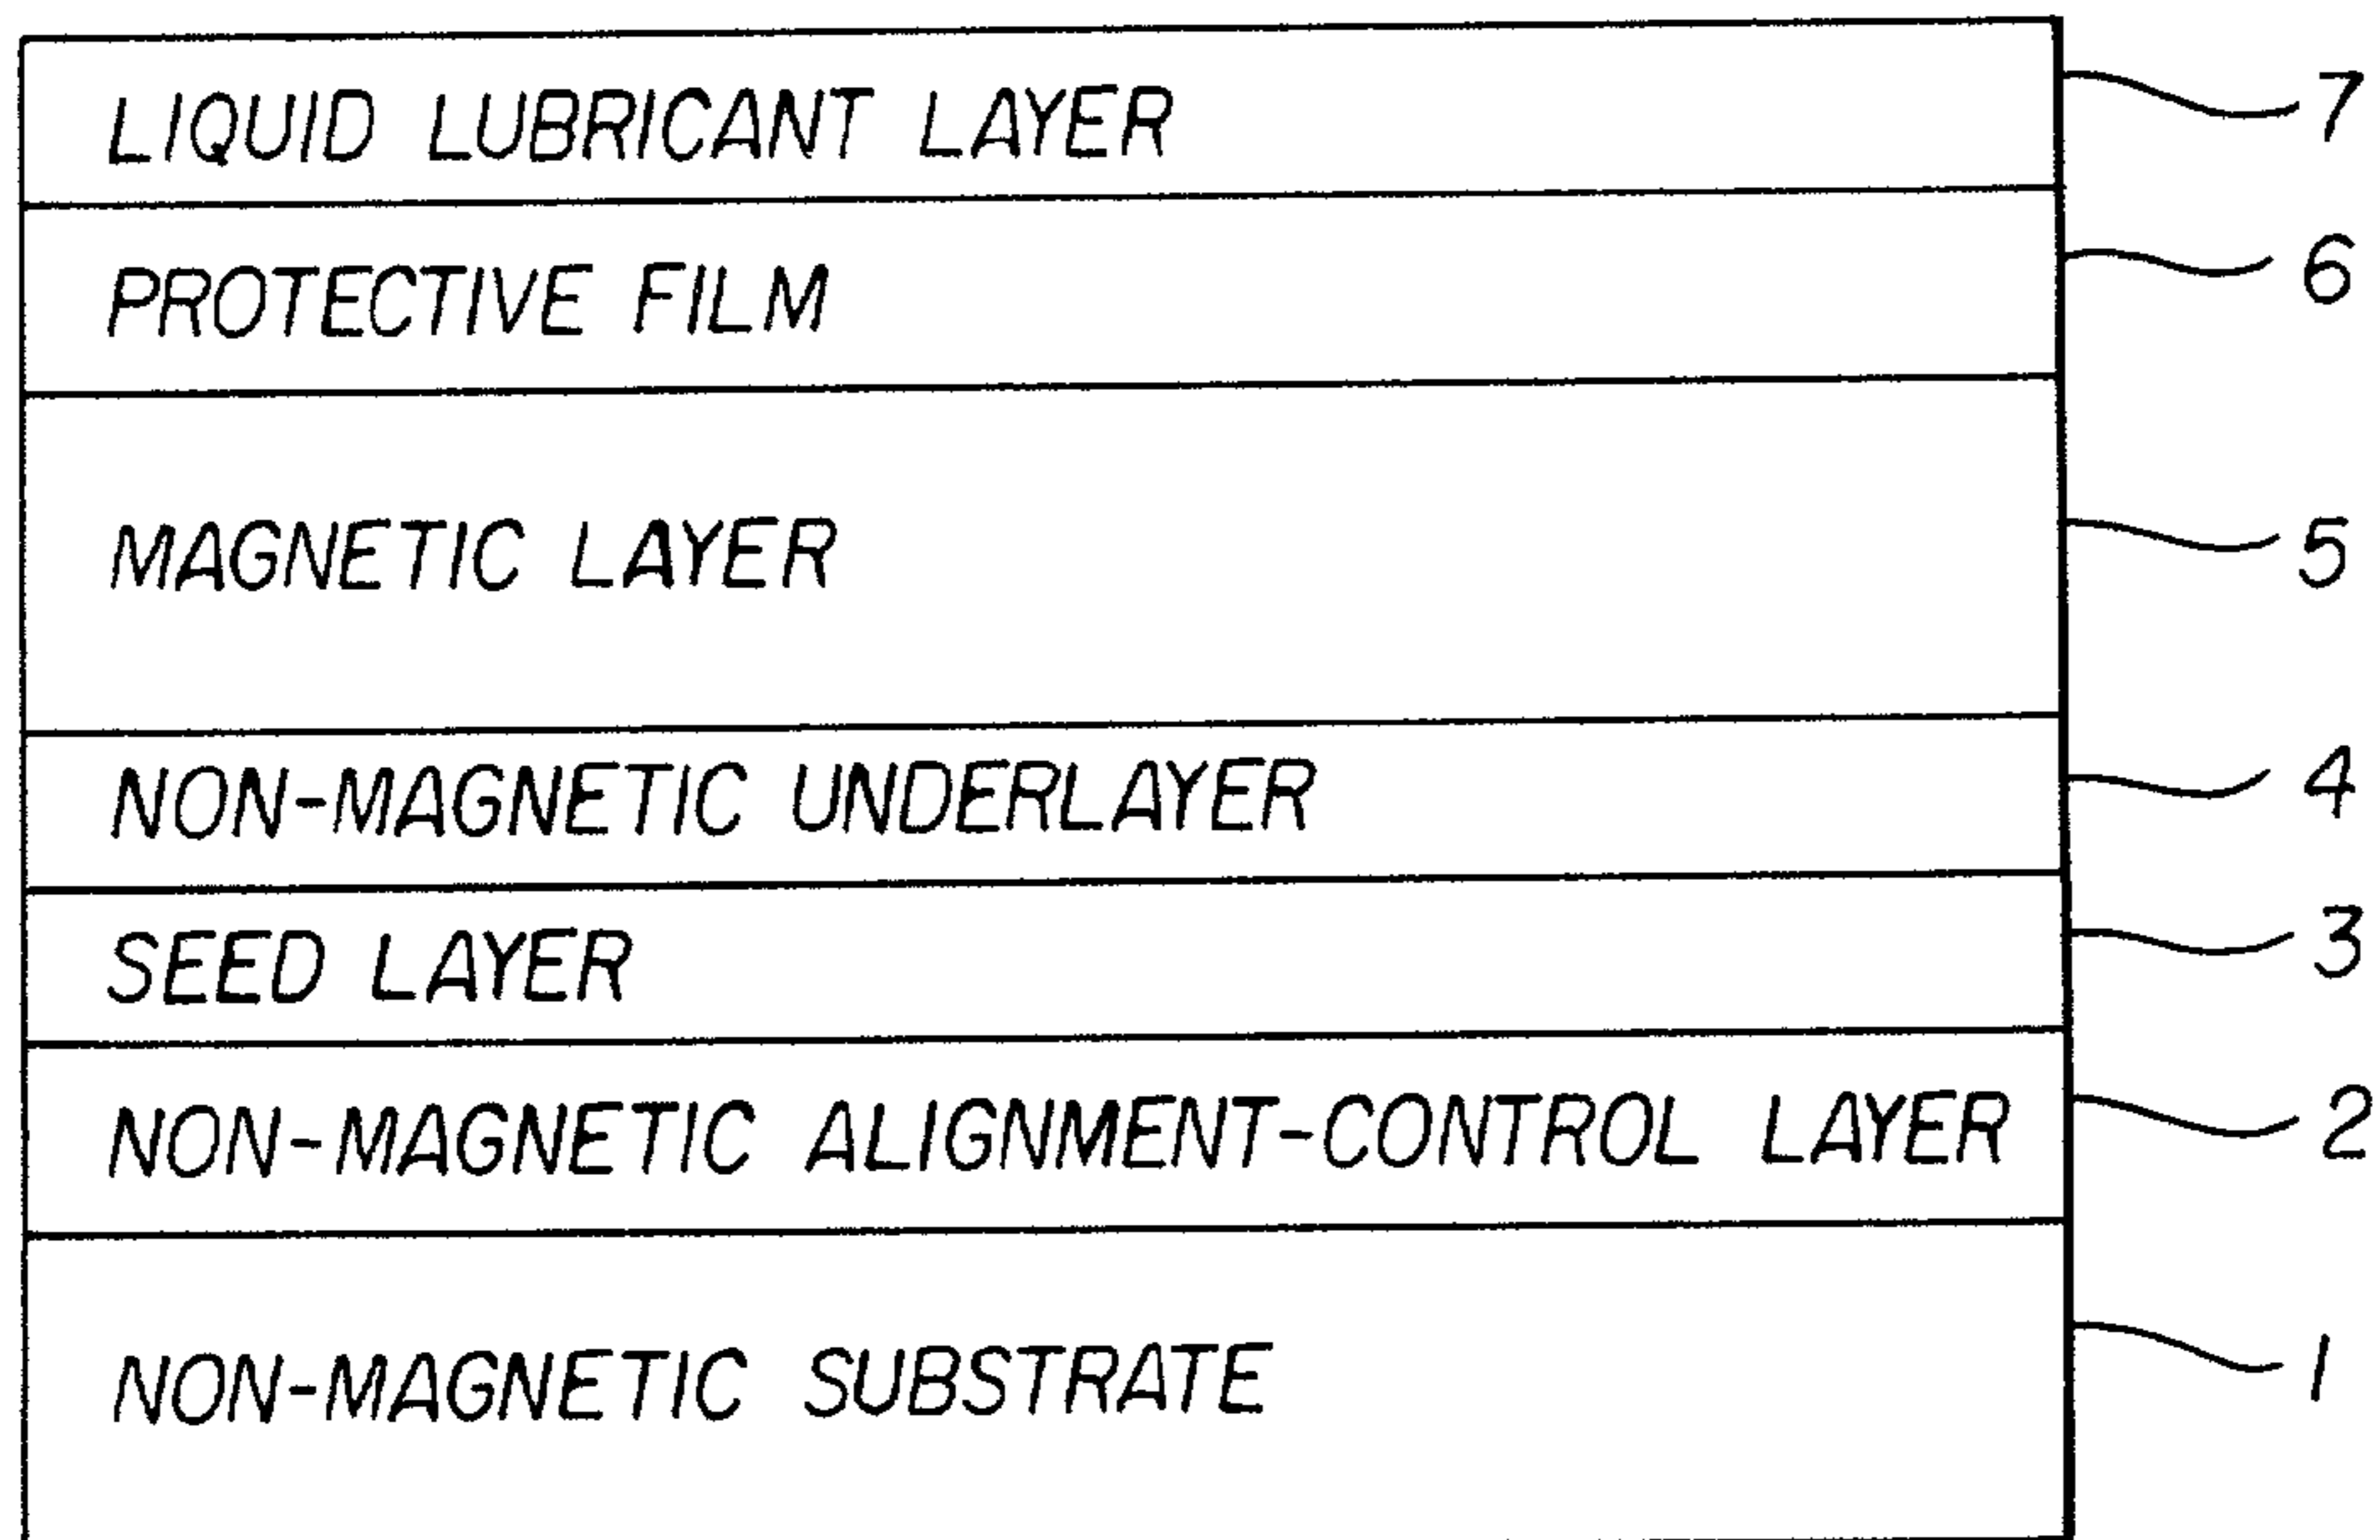 LIQUID LUBRICANT LAYER 7
PROTECTIVE FILM 6
MAGNETIC LAYER 5
NON-MAGNETIC UNDERLAYER 4
SEED LAYER 3
NON-MAGNETIC ALIGNMENT-CONTROL LAYER 2
NON-MAGNETIC SUBSTRATE 1